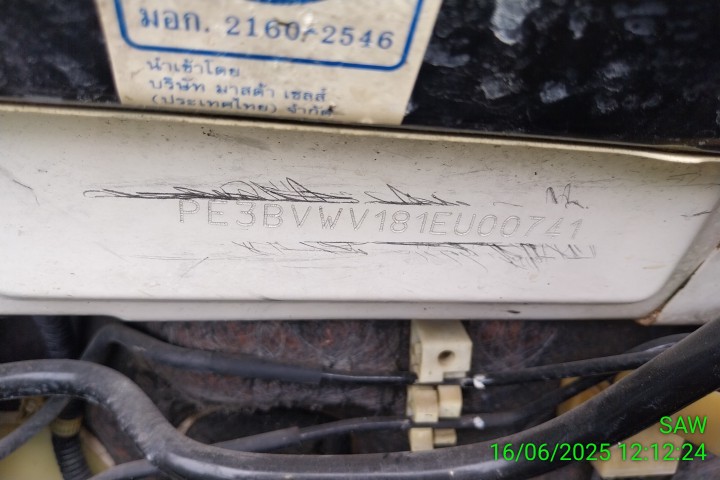 มอก. 2160-2546
นำเข้าโดย
บริษัท มาสด้า เซลส์
(ประเทศไทย) จำกัด
PE3BVWV181EU00741
SAW
16/06/2025 12:12:24